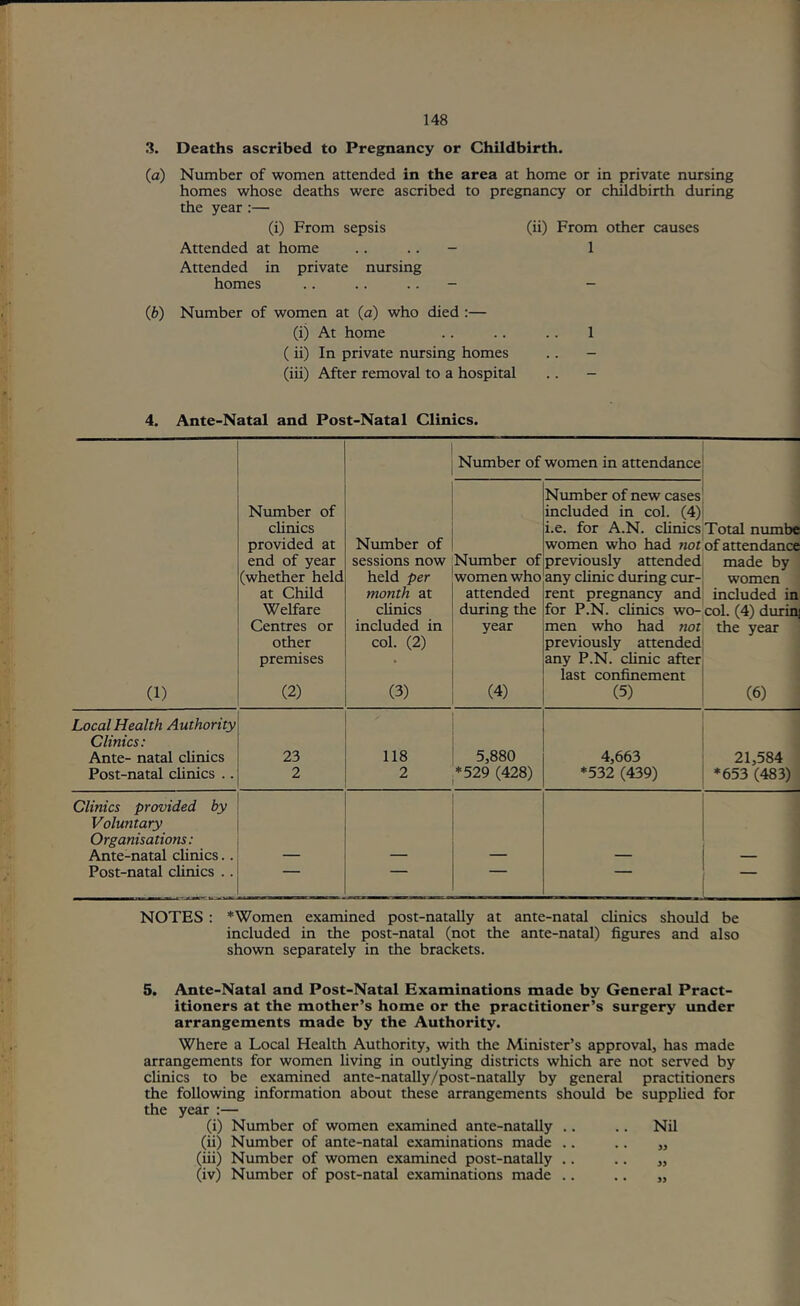 148
3. Deaths ascribed to Pregnancy or Childbirth.
(a) Number of women attended in the area at home or in private nursing
homes whose deaths were ascribed to pregnancy or childbirth during
the year :—
(i) From sepsis (ii) From other causes
Attended at home .. .. – 1
Attended in private nursing
homes .. .. .. – –
(b) Number of women at (a) who died :—
(i) At home .. .. .. 1
( ii) In private nursing homes .. –
(iii) After removal to a hospital .. –
4. Ante-Natal and Post-Natal Clinics.
(1)
Number of
clinics
provided at
end of year
(whether held
at Child
Welfare
Centres or
other
premises
(2)
Number of
sessions now
held per
month at
clinics
included in
col. (2)
(3)
Number of women in attendance
Number of
women who
attended
during the
year
(4)
Number of new cases
included in col. (4)
i.e. for A.N. clinics
women who had not
previously attended
any clinic during cur-
rent pregnancy and
for P.N. clinics wo-
men who had not
previously attended
any P.N. clinic after
last confinement
(5)
Total numbe
of attendance
made by
women
included in
col. (4) durin
the year
(6)
Local Health Authority
Clinics:
Ante- natal clinics 23 118 5,880 4,663 21,584
Post-natal clinics .. 2 2 *529 (428) *532 (439) *653 (483)
Clinics provided by
Voluntary
Organisations:
Ante-natal clinics. . — — — — —
Post-natal clinics .. — — — — —
NOTES : *Women examined post-natally at ante-natal clinics should be
included in the post-natal (not the ante-natal) figures and also
shown separately in the brackets.
5. Ante-Natal and Post-Natal Examinations made by General Pract-
itioners at the mother's home or the practitioner's surgery under
arrangements made by the Authority.
Where a Local Health Authority, with the Minister's approval, has made
arrangements for women living in outlying districts which are not served by
clinics to be examined ante-natally/post-natally by general practitioners
the following information about these arrangements should be supplied for
the year :—
(i) Number of women examined ante-natally .. .. Nil
(ii) Number of ante-natal examinations made .. .. „
(iii) Number of women examined post-natally .. .. „
(iv) Number of post-natal examinations made .. .. „